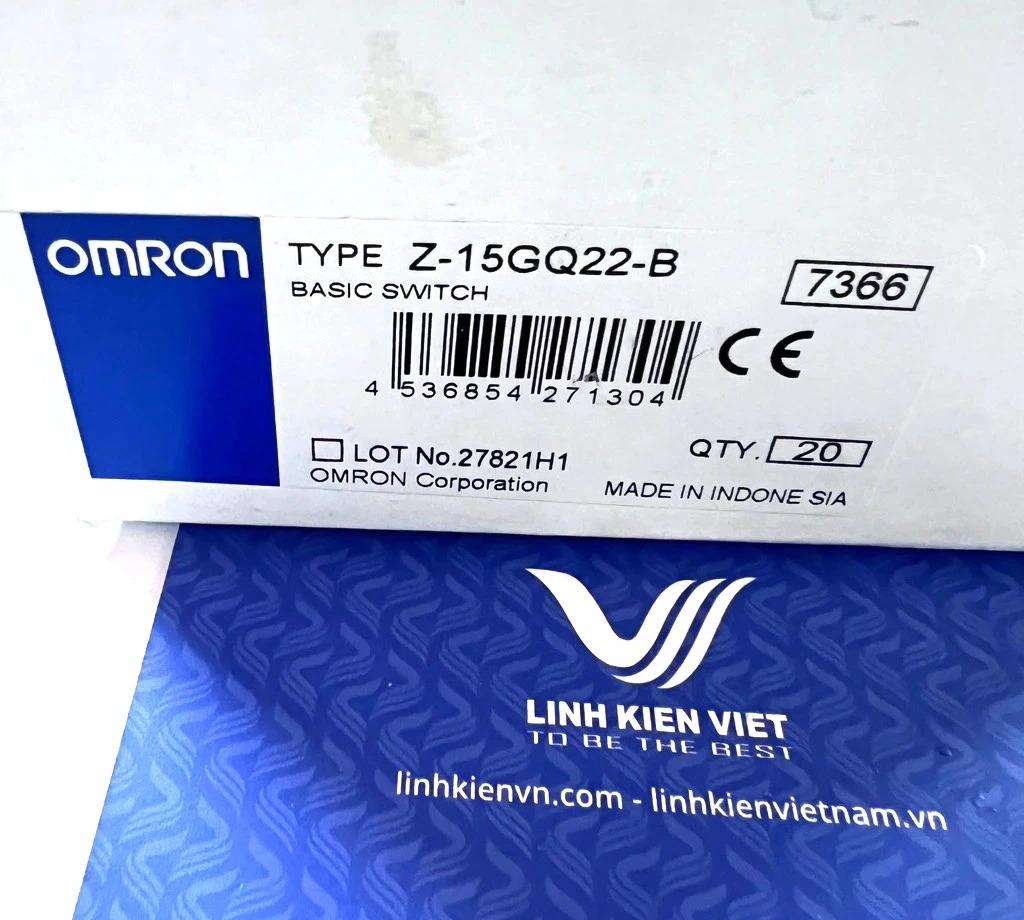 OMRON
TYPE Z-15GQ22-B
BASIC SWITCH
7366
CE
4 536854 271304
LOT No.27821H1
QTY. 20
OMRON Corporation
MADE IN INDONE SIA
LINH KIEN VIET
TO BE THE BEST
linhkienvn.com - linhkienvietnam.vn